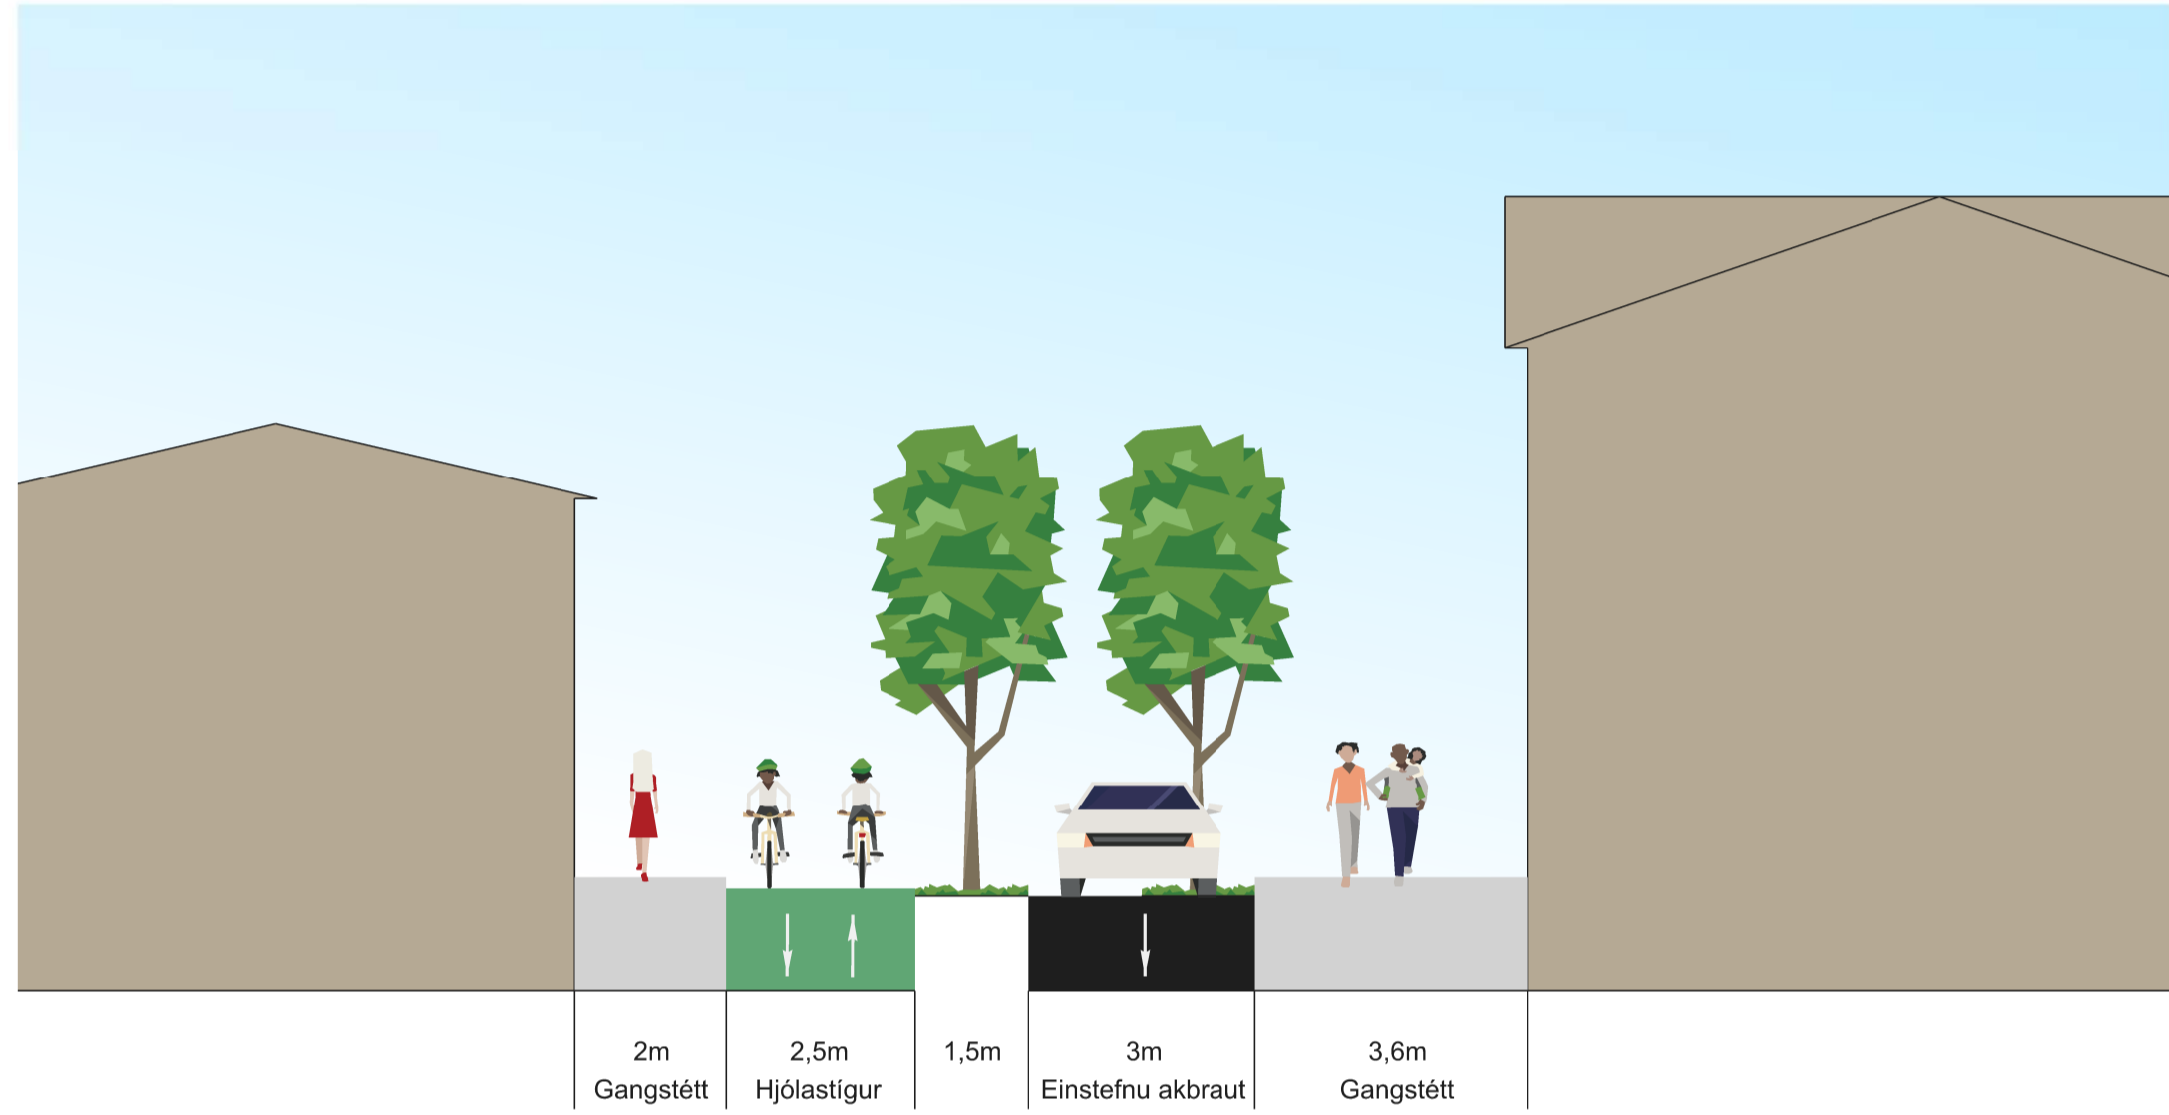 2m
Gangstétt
2,5m
Hjólastígur
1,5m
3m
Einstefnu akbraut
3,6m
Gangstétt